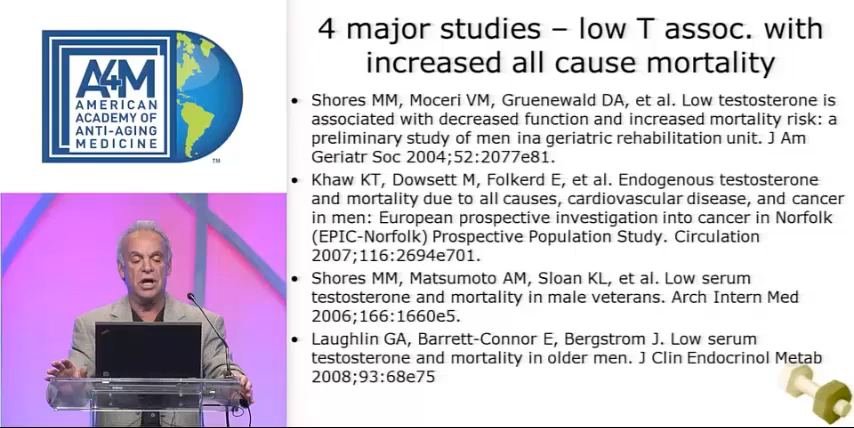 A4M
AMERICAN
ACADEMY OF
ANTI-AGING
MEDICINE
TM
4 major studies – low T assoc. with
increased all cause mortality
• Shores MM, Moceri VM, Gruenewald DA, et al. Low testosterone is
associated with decreased function and increased mortality risk: a
preliminary study of men ina geriatric rehabilitation unit. J Am
Geriatr Soc 2004;52:2077e81.
• Khaw KT, Dowsett M, Folkerd E, et al. Endogenous testosterone
and mortality due to all causes, cardiovascular disease, and cancer
in men: European prospective investigation into cancer in Norfolk
(EPIC-Norfolk) Prospective Population Study. Circulation
2007;116:2694e701.
• Shores MM, Matsumoto AM, Sloan KL, et al. Low serum
testosterone and mortality in male veterans. Arch Intern Med
2006;166:1660e5.
• Laughlin GA, Barrett-Connor E, Bergstrom J. Low serum
testosterone and mortality in older men. J Clin Endocrinol Metab
2008;93:68e75